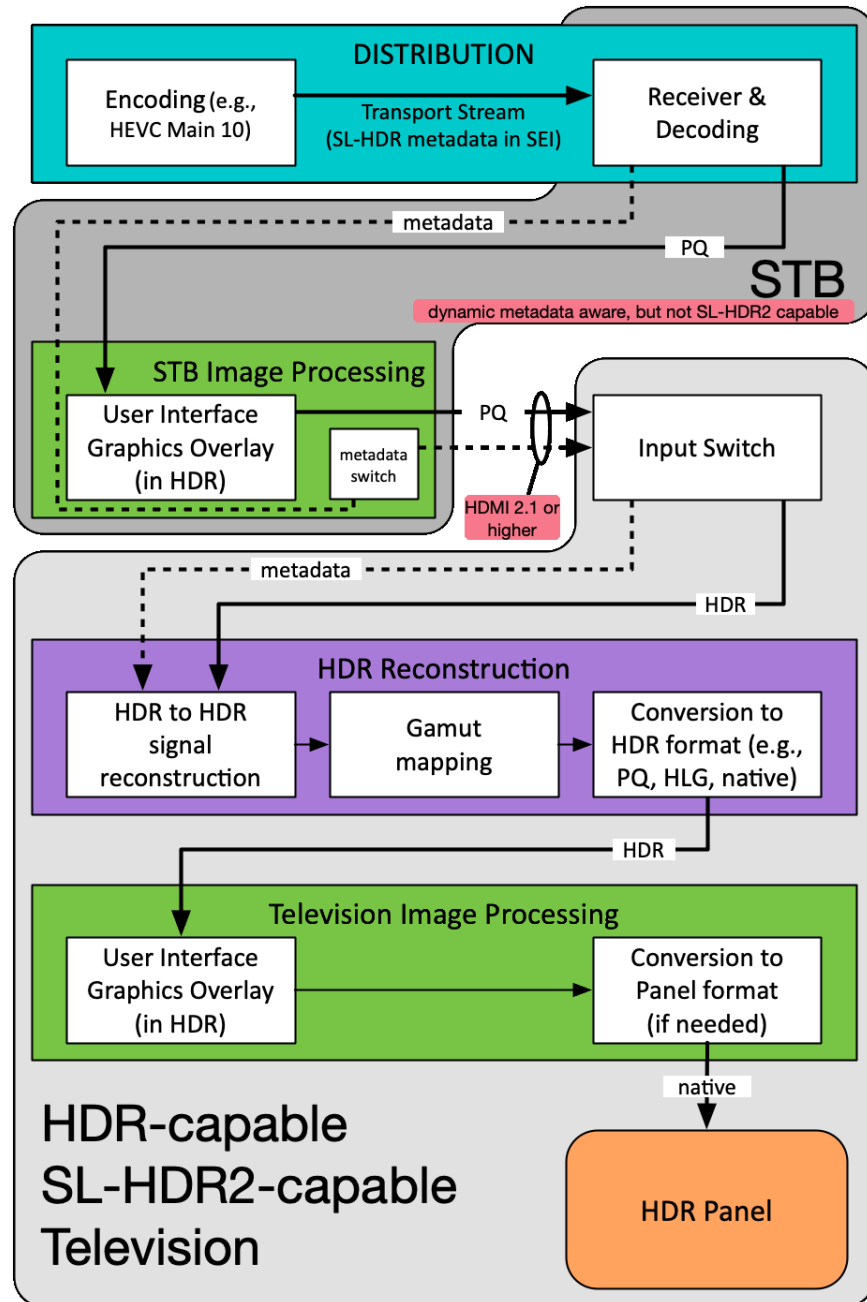 DISTRIBUTION
Encoding (e.g.,
HEVC Main 10)
Transport Stream
(SL-HDR metadata in SEI)
Receiver &
Decoding
metadata
PQ
STB
dynamic metadata aware, but not SL-HDR2 capable
STB Image Processing
User Interface
Graphics Overlay
(in HDR)
metadata
switch
PQ
HDMI 2.1 or
higher
Input Switch
metadata
HDR
HDR Reconstruction
HDR to HDR
signal
reconstruction
Gamut
mapping
Conversion to
HDR format (e.g.,
PQ, HLG, native)
HDR
Television Image Processing
User Interface
Graphics Overlay
(in HDR)
Conversion to
Panel format
(if needed)
native
HDR-capable
SL-HDR2-capable
Television
HDR Panel